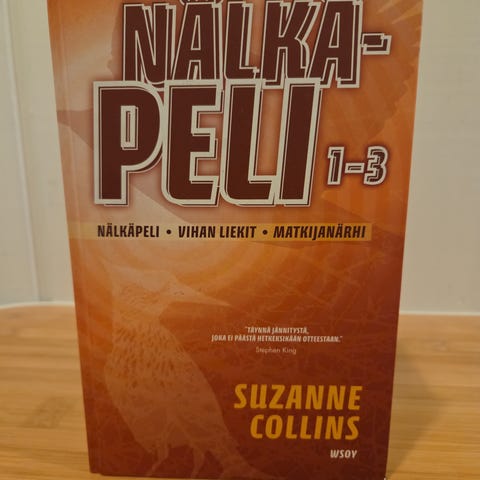 NÄLKÄ-
PELI 1-3
NÄLKÄPELI • VIHAN LIEKIT • MATKIJANÄRHI
"TÄYNNÄ JÄNNITYSTÄ,
JOKA EI PÄÄSTÄ HETKEKSIKÄÄN OTTEESTAAN."
Stephen King
SUZANNE
COLLINS
WSOY